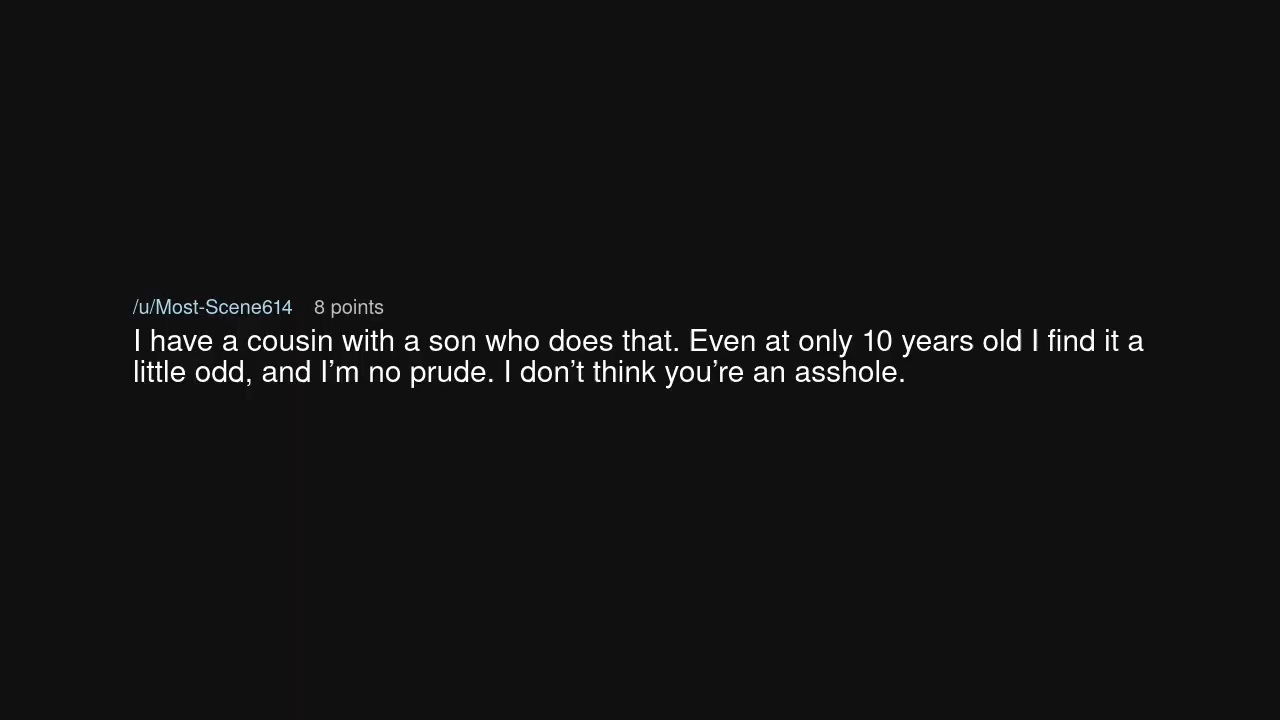 /u/Most-Scene614 8 points
I have a cousin with a son who does that. Even at only 10 years old I find it a
little odd, and I’m no prude. I don’t think you’re an asshole.